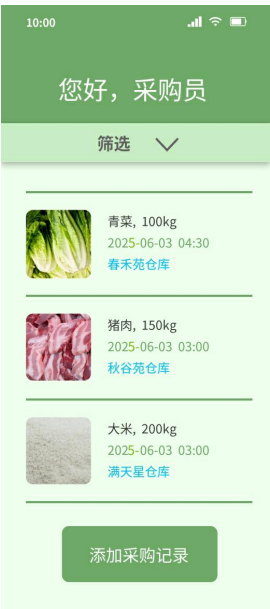 10:00
您好，采购员
筛选
青菜, 100kg
2025-06-03 04:30
春禾苑仓库
猪肉, 150kg
2025-06-03 03:00
秋谷苑仓库
大米, 200kg
2025-06-03 03:00
满天星仓库
添加采购记录